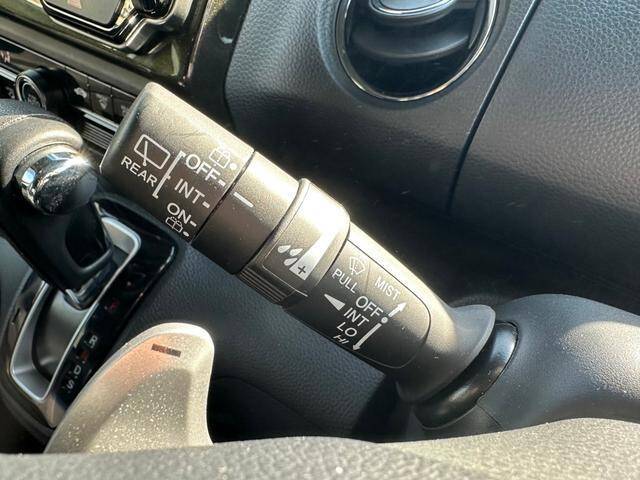 REAR
OFF
INT
ON
PULL
MIST
OFF
INT
LO
HI
R
D
S